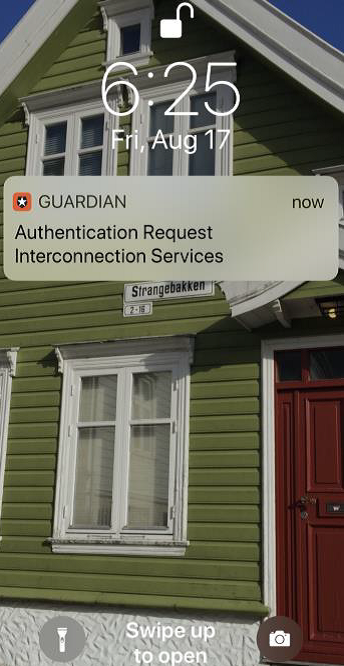 6:25
Fri, Aug 17
GUARDIAN now
Authentication Request
Interconnection Services
Strangebakken
2-16
Swipe up
to open